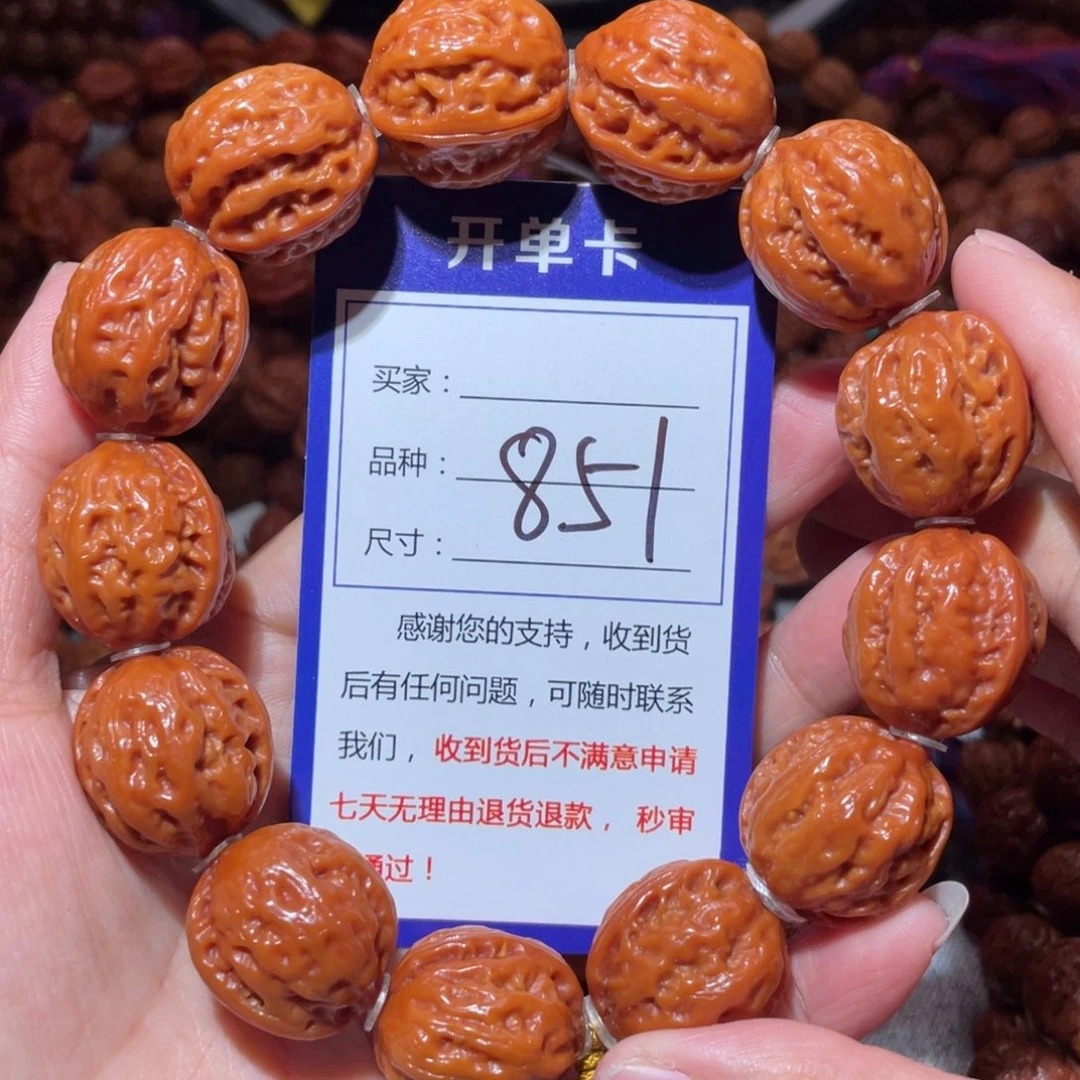 开单卡
买家：
品种：
851
尺寸：
感谢您的支持，收到货
后有任何问题，可随时联系
我们，收到货后不满意申请
七天无理由退货退款，秒审
通过！